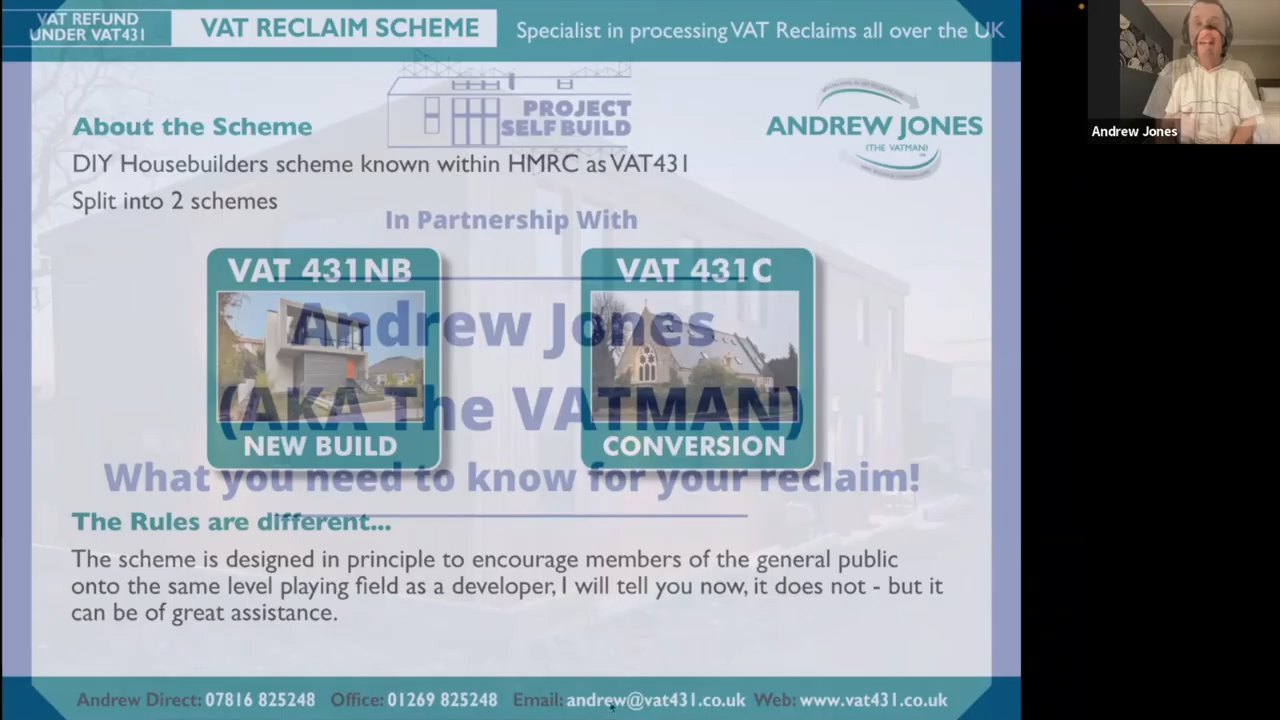 VAT REFUND
UNDER VAT431
VAT RECLAIM SCHEME
Specialist in processing VAT Reclaims all over the UK
PROJECT
SELF BUILD
About the Scheme
ANDREW JONES
(THE VATMAN)
Andrew Jones
DIY Housebuilders scheme known within HMRC as VAT431
Split into 2 schemes
In Partnership With
VAT 431NB
VAT 431C
Andrew Jones
(AKA The VATMAN)
NEW BUILD
CONVERSION
What you need to know for your reclaim!
The Rules are different...
The scheme is designed in principle to encourage members of the general public
onto the same level playing field as a developer, I will tell you now, it does not - but it
can be of great assistance.
Andrew Direct: 07816 825248 Office: 01269 825248 Email: andrew@vat431.co.uk Web: www.vat431.co.uk